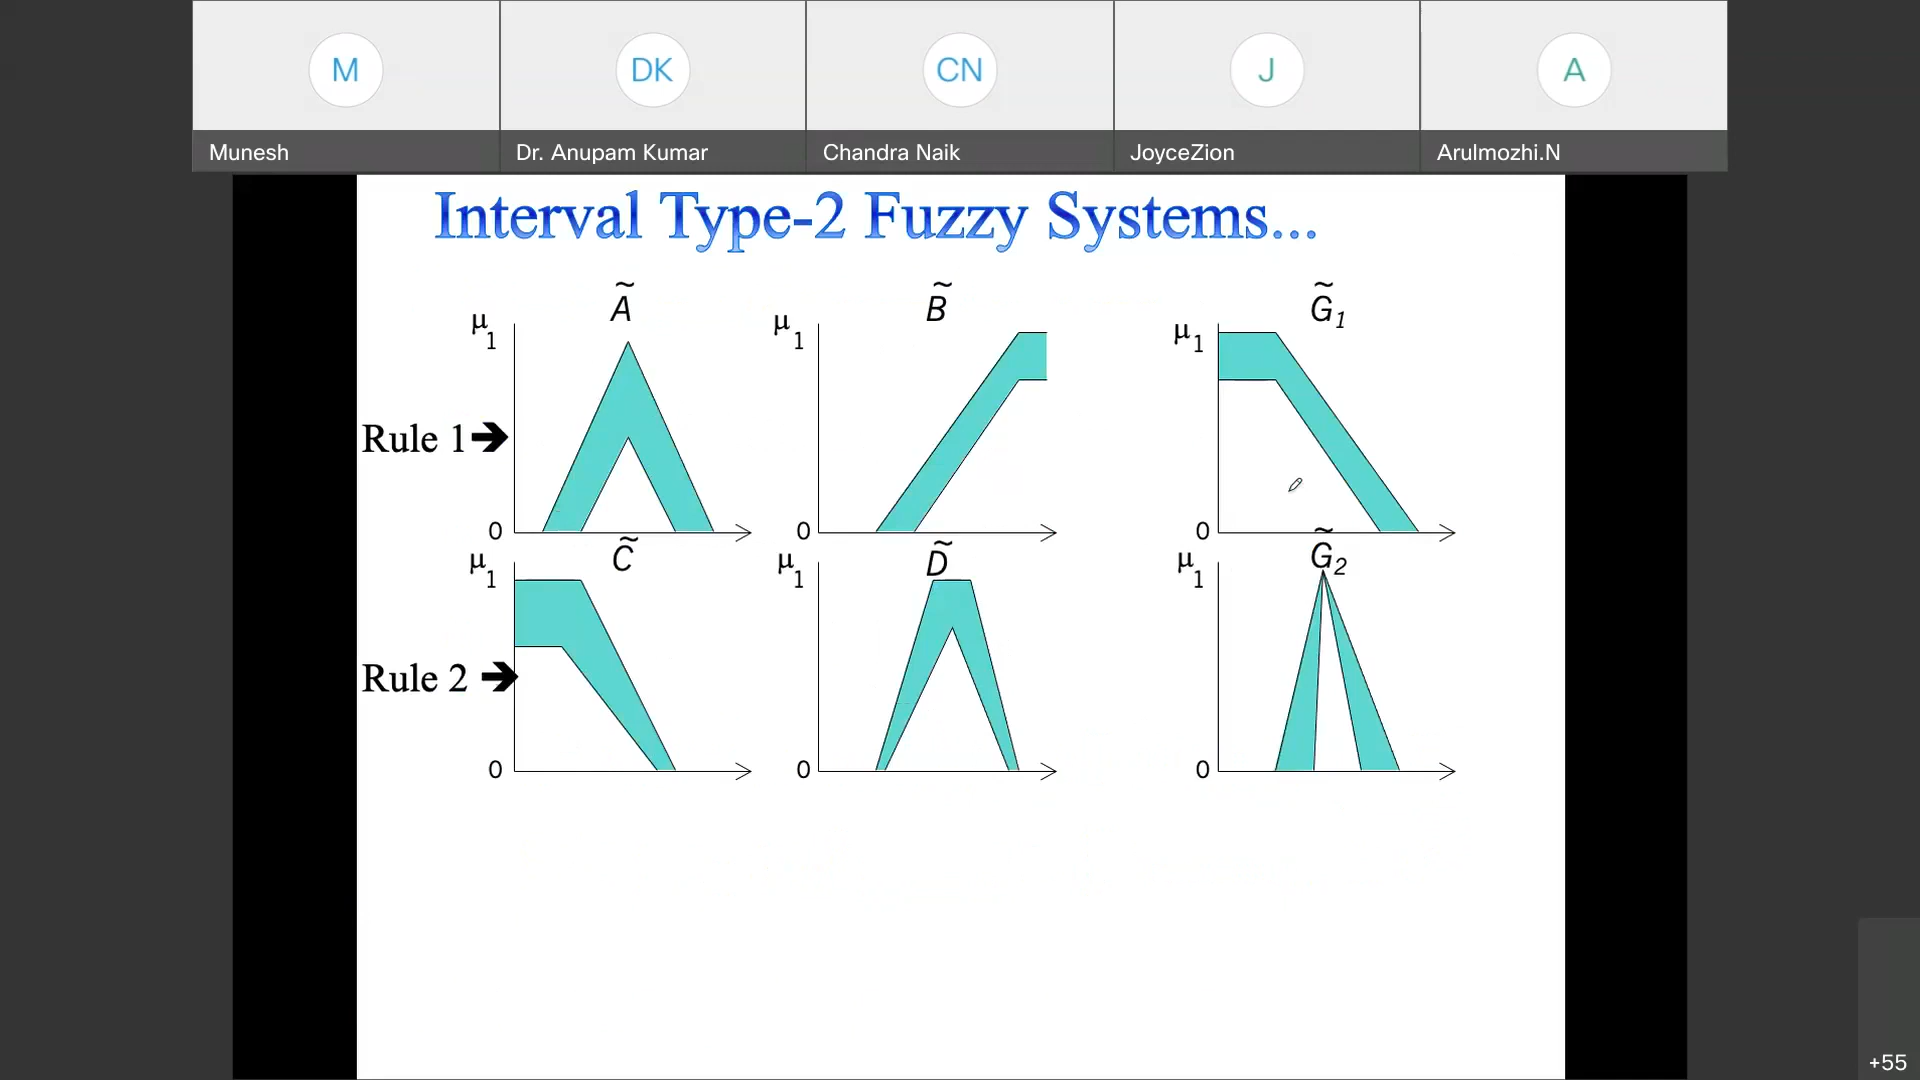 M DK CN J A
Munesh Dr. Anupam Kumar Chandra Naik JoyceZion Arulmozhi.N
Interval Type-2 Fuzzy Systems...
Ã B̃ G̃1
μ 1 μ 1 μ 1
Rule 1➔
0 0 0
C̃ D̃ G̃2
μ 1 μ 1 μ 1
Rule 2 ➔
0 0 0
+55